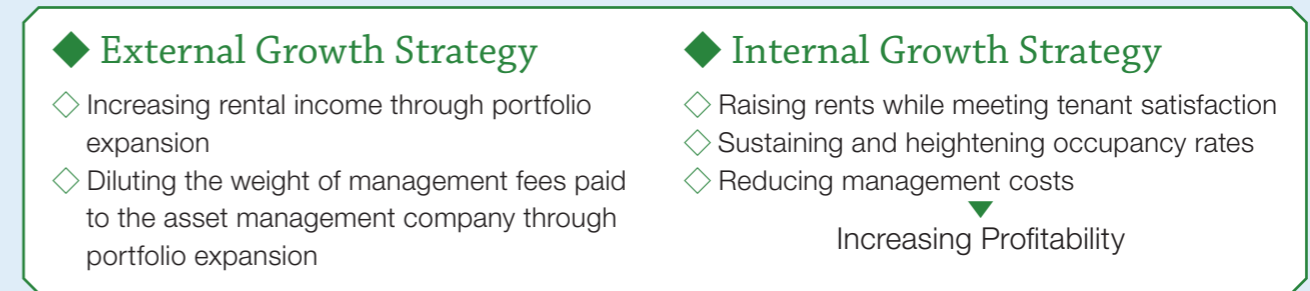 ◆ External Growth Strategy
◇ Increasing rental income through portfolio
expansion
◇ Diluting the weight of management fees paid
to the asset management company through
portfolio expansion
◆ Internal Growth Strategy
◇ Raising rents while meeting tenant satisfaction
◇ Sustaining and heightening occupancy rates
◇ Reducing management costs
▼
Increasing Profitability